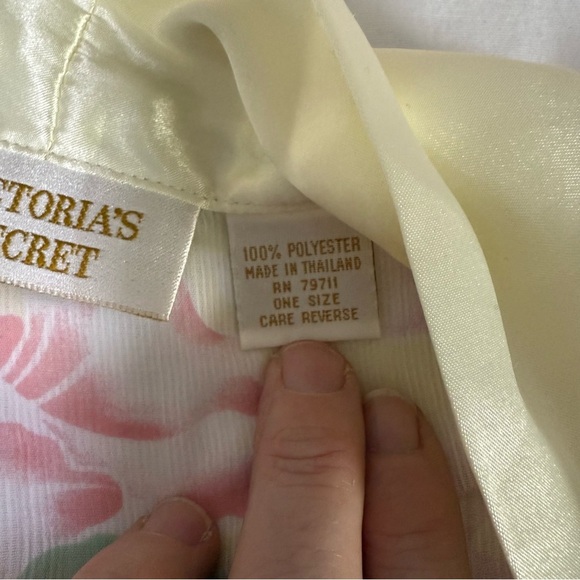 CTORIA'S
CRET
100% POLYESTER
MADE IN THAILAND
RN 79711
ONE SIZE
CARE REVERSE